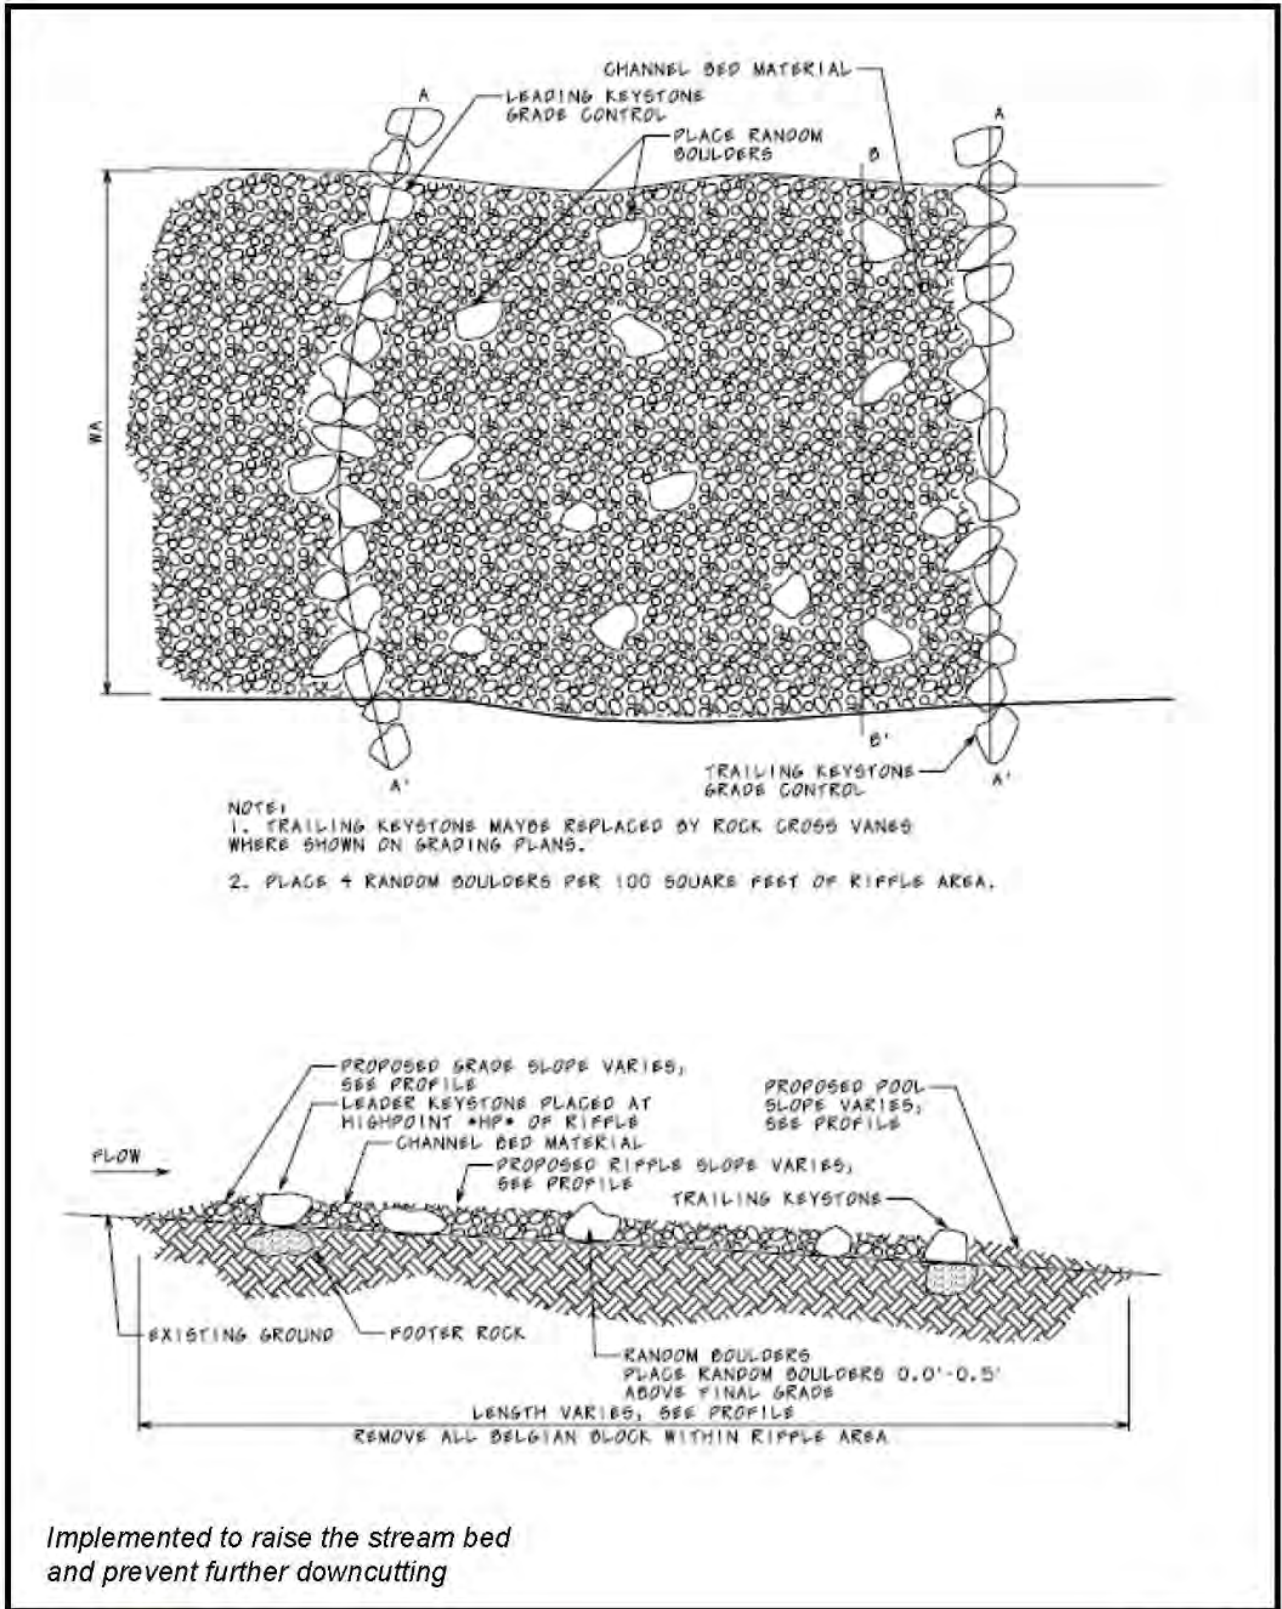 CHANNEL BED MATERIAL
A
LEADING KEYSTONE
GRADE CONTROL
PLACE RANDOM
BOULDERS
A
B
WA
B'
A'
TRAILING KEYSTONE
GRADE CONTROL
A'
NOTE:
1. TRAILING KEYSTONE MAYBE REPLACED BY ROCK CROSS VANES
WHERE SHOWN ON GRADING PLANS.
2. PLACE 4 RANDOM BOULDERS PER 100 SQUARE FEET OF RIFFLE AREA.
PROPOSED GRADE SLOPE VARIES,
SEE PROFILE
LEADER KEYSTONE PLACED AT
HIGHPOINT *HP* OF RIFFLE
CHANNEL BED MATERIAL
PROPOSED POOL
SLOPE VARIES,
SEE PROFILE
FLOW
PROPOSED RIFFLE SLOPE VARIES,
SEE PROFILE
TRAILING KEYSTONE
EXISTING GROUND
FOOTER ROCK
RANDOM BOULDERS
PLACE RANDOM BOULDERS 0.0'-0.5'
ABOVE FINAL GRADE
LENGTH VARIES, SEE PROFILE
REMOVE ALL BELGIAN BLOCK WITHIN RIFFLE AREA
Implemented to raise the stream bed
and prevent further downcutting